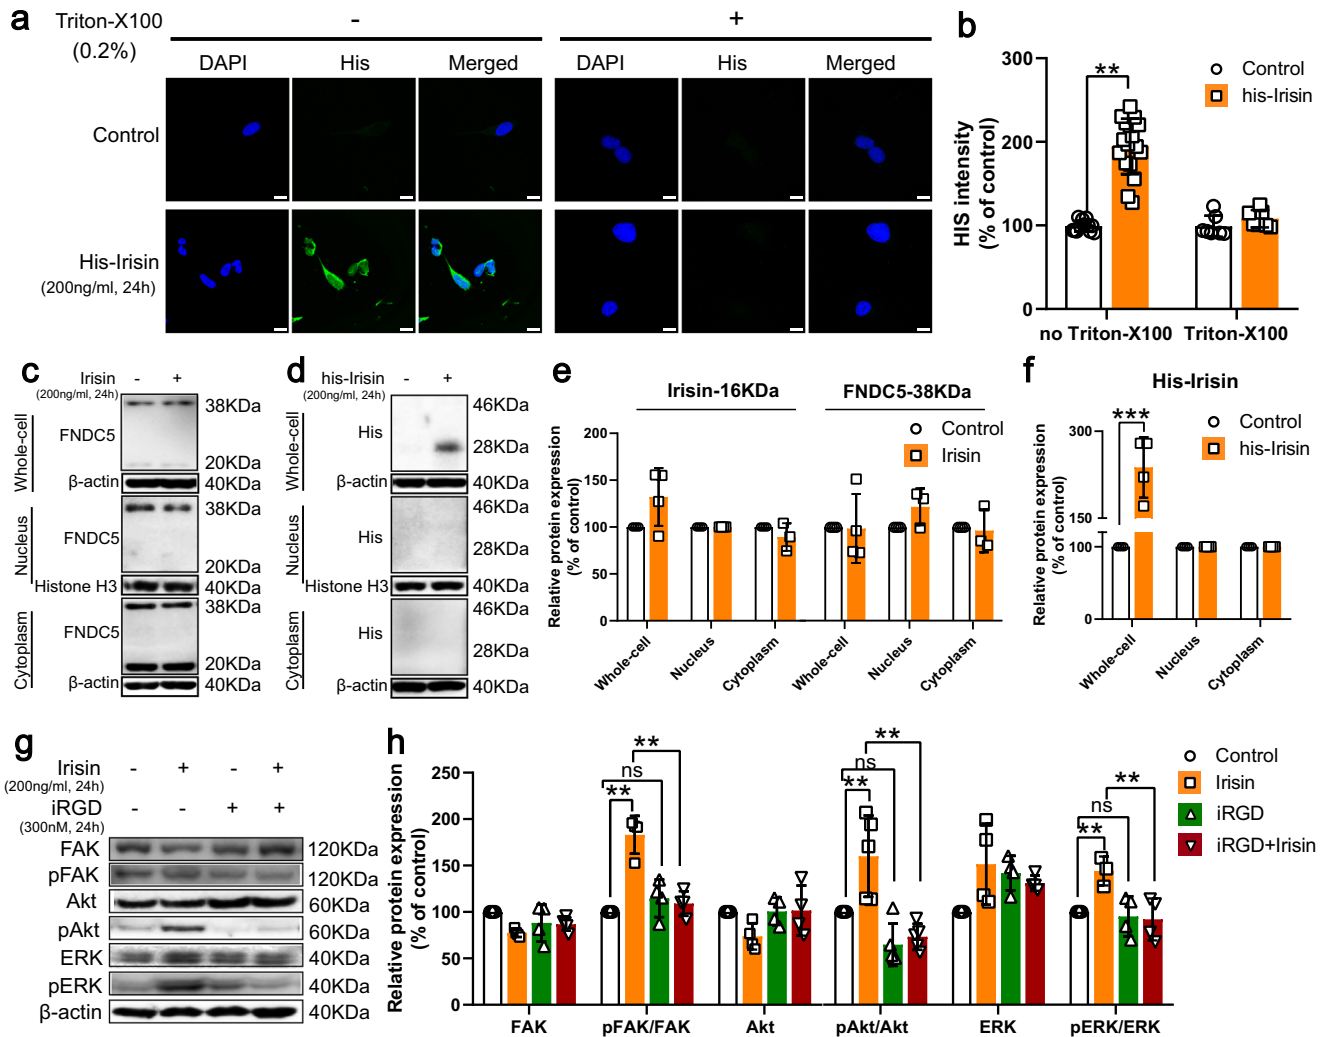 a
Triton-X100
(0.2%)
-
+
DAPI
His
Merged
DAPI
His
Merged
Control
His-Irisin
(200ng/ml, 24h)
b
HIS intensity
(% of control)
300
200
100
0
**
Control
his-Irisin
no Triton-X100
Triton-X100
c
Irisin
(200ng/ml, 24h)
-
+
Whole-cell
FNDC5
38KDa
20KDa
β-actin
40KDa
Nucleus
FNDC5
38KDa
20KDa
Histone H3
40KDa
Cytoplasm
FNDC5
38KDa
20KDa
β-actin
40KDa
d
his-Irisin
(200ng/ml, 24h)
-
+
Whole-cell
His
46KDa
28KDa
β-actin
40KDa
Nucleus
His
46KDa
28KDa
Histone H3
40KDa
Cytoplasm
His
46KDa
28KDa
β-actin
40KDa
e
Irisin-16KDa
FNDC5-38KDa
Relative protein expression
(% of control)
200
150
100
50
0
Control
Irisin
Whole-cell
Nucleus
Cytoplasm
Whole-cell
Nucleus
Cytoplasm
f
His-Irisin
Relative protein expression
(% of control)
300
150
100
0
***
Control
his-Irisin
Whole-cell
Nucleus
Cytoplasm
g
Irisin
(200ng/ml, 24h)
- + - +
iRGD
(300nM, 24h)
- - + +
FAK
120KDa
pFAK
120KDa
Akt
60KDa
pAkt
60KDa
ERK
40KDa
pERK
40KDa
β-actin
40KDa
h
Relative protein expression
(% of control)
250
200
150
100
50
0
**
ns
**
**
ns
**
**
ns
**
Control
Irisin
iRGD
iRGD+Irisin
FAK
pFAK/FAK
Akt
pAkt/Akt
ERK
pERK/ERK